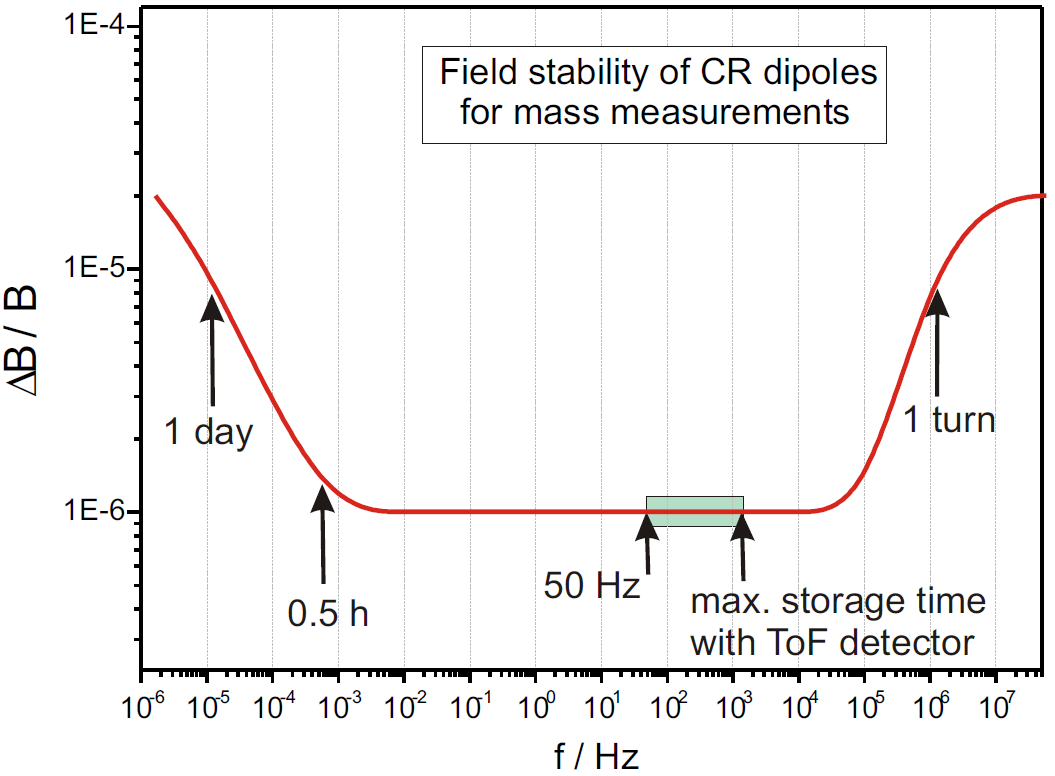 Field stability of CR dipoles
for mass measurements
1E-4
1E-5
1E-6
ΔB / B
1 day
0.5 h
50 Hz
max. storage time
with ToF detector
1 turn
10⁻⁶ 10⁻⁵ 10⁻⁴ 10⁻³ 10⁻² 10⁻¹ 10⁰ 10¹ 10² 10³ 10⁴ 10⁵ 10⁶ 10⁷
f / Hz